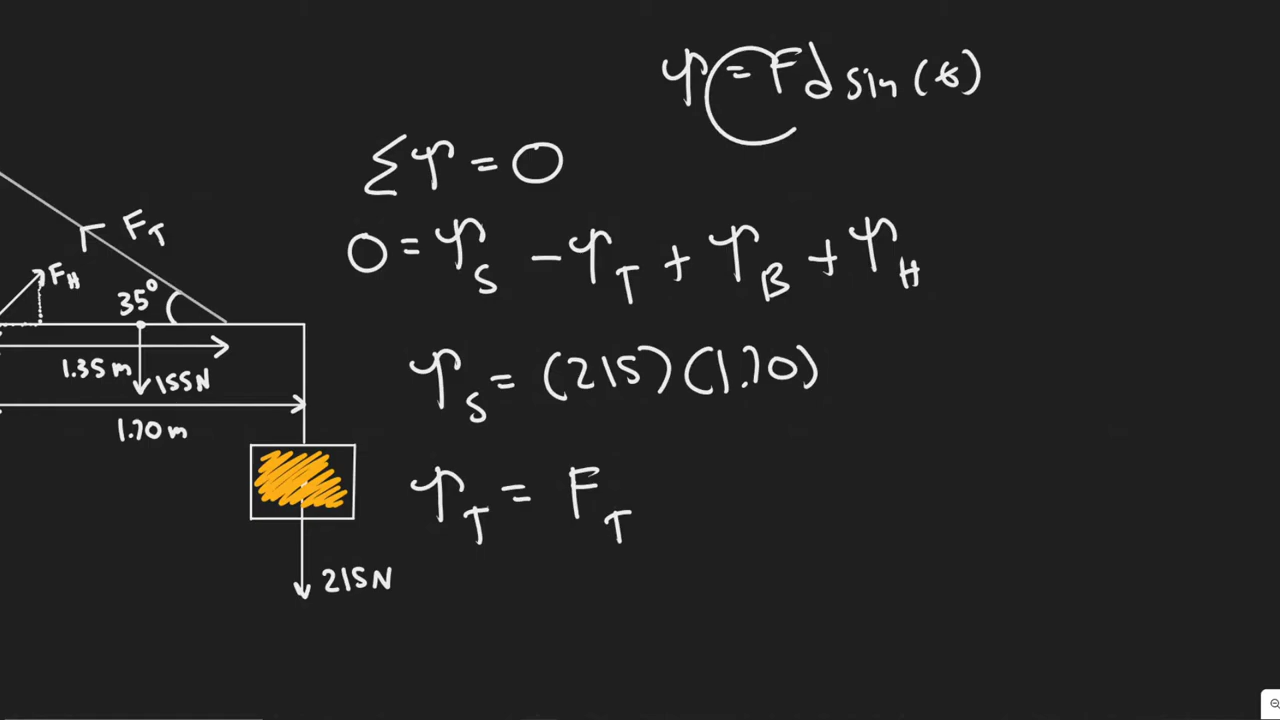 𝜏 = Fd sin(θ)
Σ𝜏 = 0
0 = 𝜏S − 𝜏T + 𝜏B + 𝜏H
𝜏S = (215)(1.70)
𝜏T = FT
FT
FH
35°
1.35 m
155N
1.70 m
215N